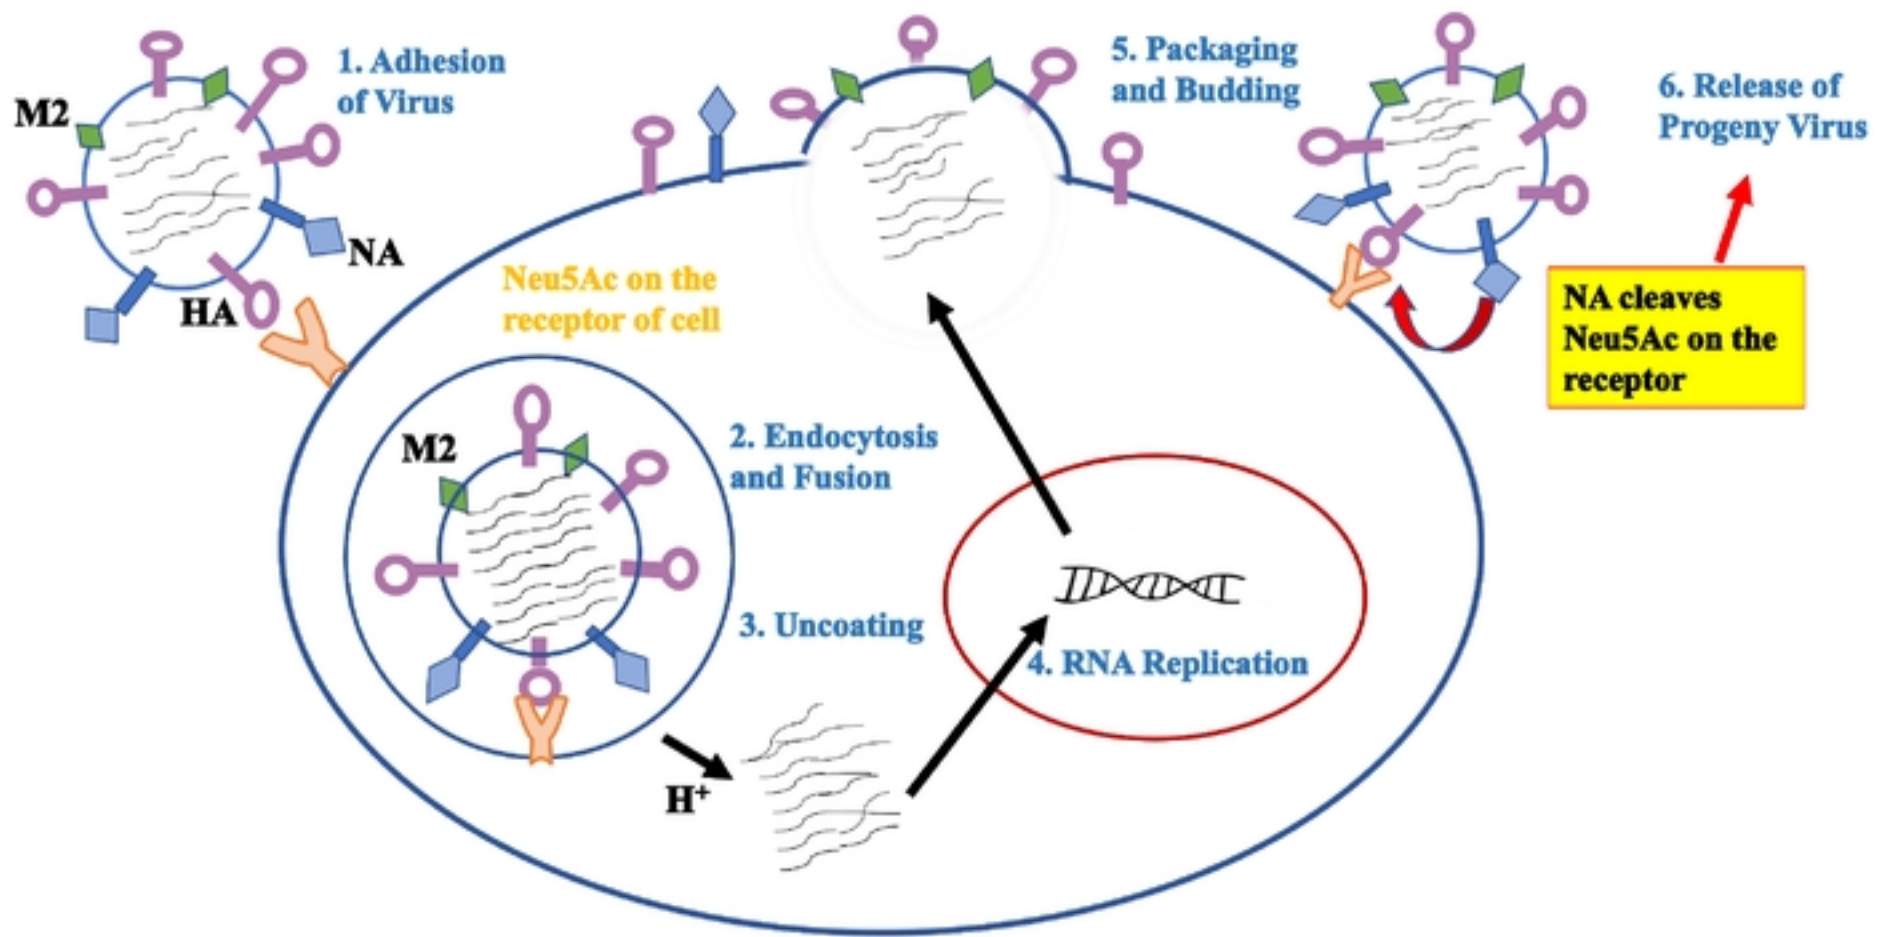 1. Adhesion
of Virus
M2
NA
HA
Neu5Ac on the
receptor of cell
5. Packaging
and Budding
6. Release of
Progeny Virus
NA cleaves
Neu5Ac on the
receptor
M2
2. Endocytosis
and Fusion
3. Uncoating
H⁺
4. RNA Replication